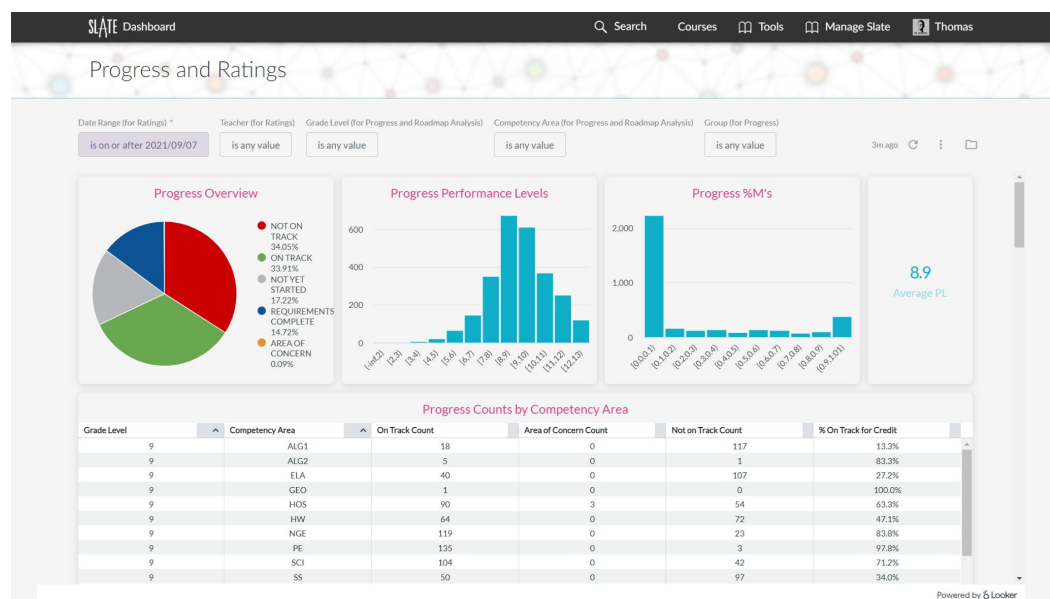 SLATE Dashboard
Search
Courses
Tools
Manage Slate
Thomas
Progress and Ratings
Date Range (for Ratings) *
Teacher (for Ratings)
Grade Level (for Progress and Roadmap Analysis)
Competency Area (for Progress and Roadmap Analysis)
Group (for Progress)
is on or after 2021/09/07
is any value
is any value
is any value
is any value
3m ago
Progress Overview
NOT ON
TRACK
34.05%
ON TRACK
33.91%
NOT YET
STARTED
17.22%
REQUIREMENTS
COMPLETE
14.72%
AREA OF
CONCERN
0.09%
Progress Performance Levels
600
400
200
0
(-inf,2)
[2,3)
[3,4)
[4,5)
[5,6)
[6,7)
[7,8)
[8,9)
[9,10)
[10,11)
[11,12)
[12,13)
Progress %M's
2,000
1,000
0
[0.0,0.1)
[0.1,0.2)
[0.2,0.3)
[0.3,0.4)
[0.4,0.5)
[0.5,0.6)
[0.6,0.7)
[0.7,0.8)
[0.8,0.9)
[0.9,1.01)
8.9
Average PL
Progress Counts by Competency Area
Grade Level Competency Area On Track Count Area of Concern Count Not on Track Count % On Track for Credit
9 ALG1 18 0 117 13.3%
9 ALG2 5 0 1 83.3%
9 ELA 40 0 107 27.2%
9 GEO 1 0 0 100.0%
9 HOS 90 3 54 63.3%
9 HW 64 0 72 47.1%
9 NGE 119 0 23 83.8%
9 PE 135 0 3 97.8%
9 SCI 104 0 42 71.2%
9 SS 50 0 97 34.0%
Powered by Looker